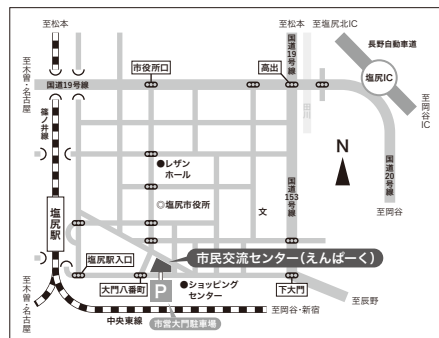 至松本
至松本
至塩尻北IC
長野自動車道
国道19号線
市役所口
高出
塩尻IC
至木曽・名古屋
国道19号線
篠ノ井線
田川
至岡谷IC
レザンホール
N
国道20号線
塩尻市役所
文
国道153号線
至岡谷
塩尻駅
塩尻駅入口
市民交流センター(えんぱーく)
P
ショッピングセンター
大門八番町
下大門
至木曽・名古屋
至辰野
中央東線
市営大門駐車場
至岡谷・新宿